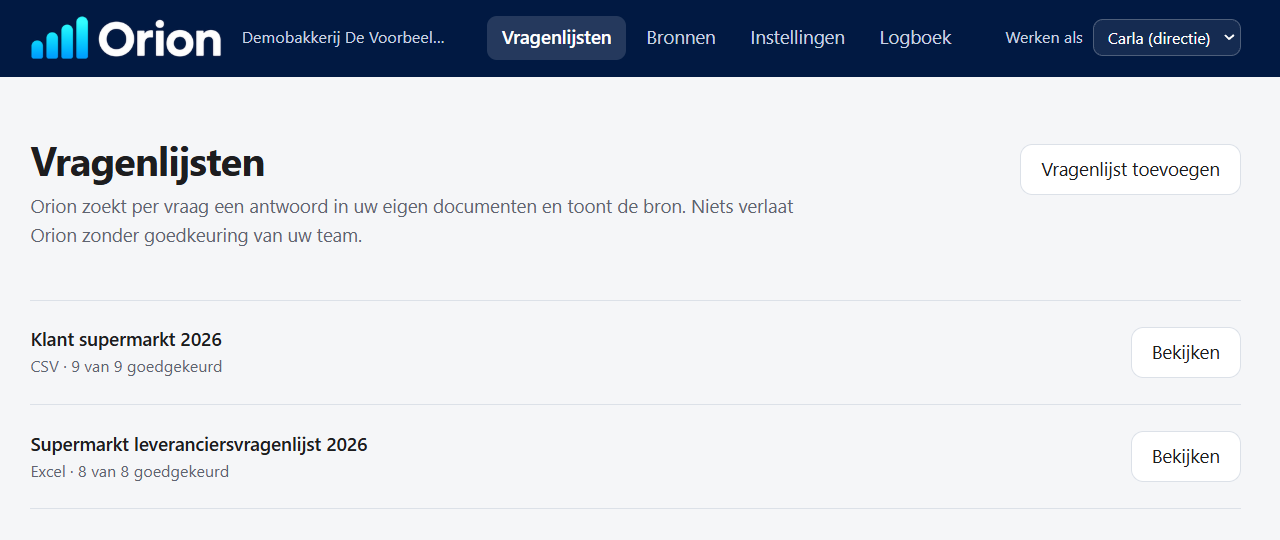 Orion
Demobakkerij De Voorbeel...
Vragenlijsten
Bronnen
Instellingen
Logboek
Werken als
Carla (directie)
Vragenlijsten
Vragenlijst toevoegen
Orion zoekt per vraag een antwoord in uw eigen documenten en toont de bron. Niets verlaat
Orion zonder goedkeuring van uw team.
Klant supermarkt 2026
CSV · 9 van 9 goedgekeurd
Bekijken
Supermarkt leveranciersvragenlijst 2026
Excel · 8 van 8 goedgekeurd
Bekijken